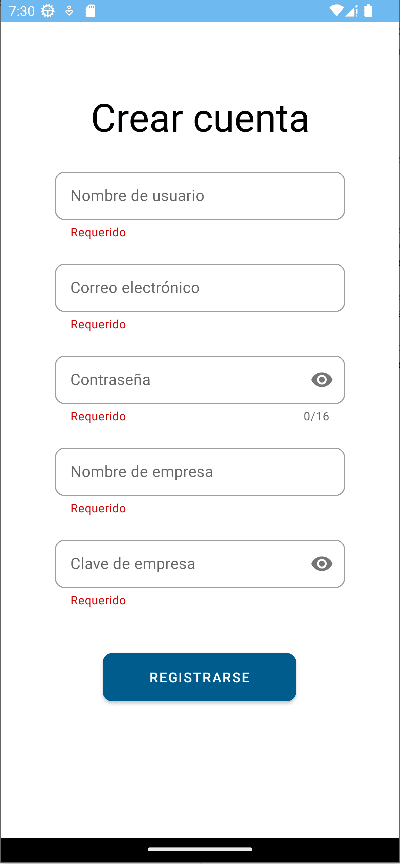 7:30
Crear cuenta
Nombre de usuario
Requerido
Correo electrónico
Requerido
Contraseña
Requerido 0/16
Nombre de empresa
Requerido
Clave de empresa
Requerido
REGISTRARSE